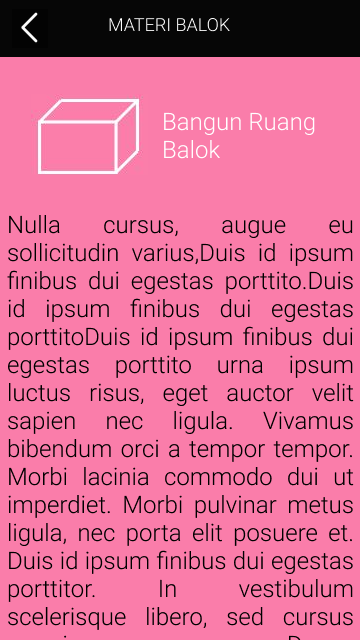 MATERI BALOK
Bangun Ruang
Balok
Nulla cursus, augue eu
sollicitudin varius,Duis id ipsum
finibus dui egestas porttito.Duis
id ipsum finibus dui egestas
porttitoDuis id ipsum finibus dui
egestas porttito urna ipsum
luctus risus, eget auctor velit
sapien nec ligula. Vivamus
bibendum orci a tempor tempor.
Morbi lacinia commodo dui ut
imperdiet. Morbi pulvinar metus
ligula, nec porta elit posuere et.
Duis id ipsum finibus dui egestas
porttitor. In vestibulum
scelerisque libero, sed cursus